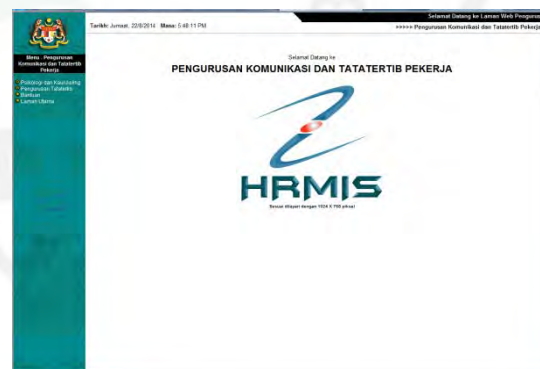 Selamat Datang ke Laman Web Pengurus
Tarikh: Jumaat, 22/8/2014 Masa: 5:48:11 PM
>>>>> Pengurusan Komunikasi dan Tatatertib Pekerja
Menu : Pengurusan
Komunikasi dan Tatatertib
Pekerja
Psikologi dan Kaunseling
Pengurusan Tatatertib
Bantuan
Laman Utama
Selamat Datang ke
PENGURUSAN KOMUNIKASI DAN TATATERTIB PEKERJA
HRMIS
Sesuai dilayari dengan 1024 X 768 piksel